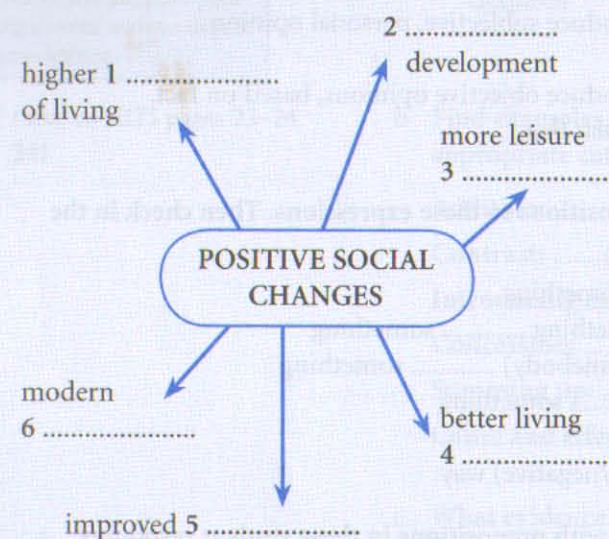 2 ....................
development
higher 1 ....................
of living
more leisure
3 ....................
POSITIVE SOCIAL
CHANGES
modern
6 ....................
better living
4 ....................
improved 5 ....................